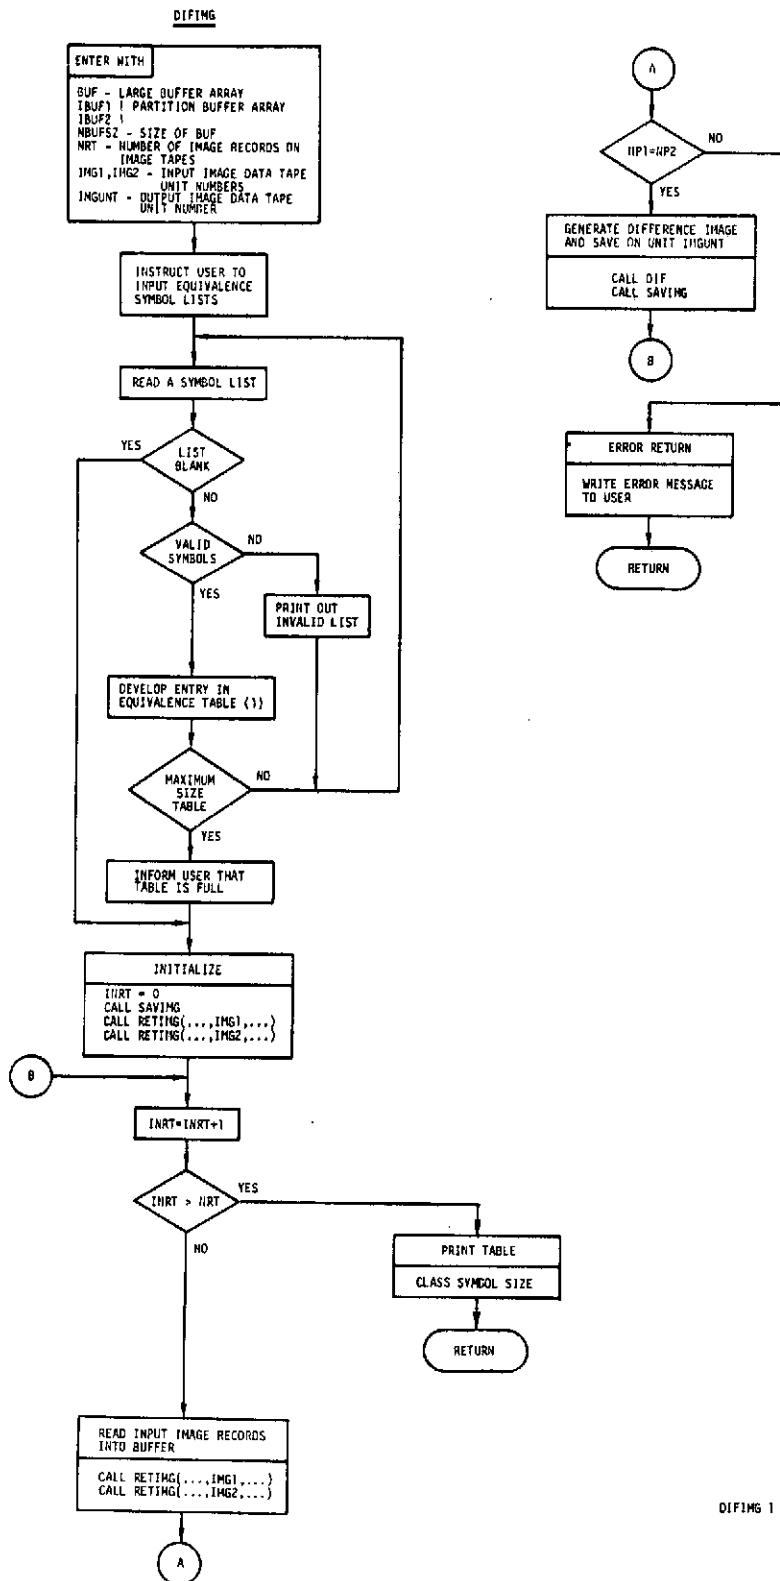 DIFIMG
ENTER WITH
BUF - LARGE BUFFER ARRAY
IBUF1 | PARTITION BUFFER ARRAY
IBUF2 |
NBUFSZ - SIZE OF BUF
NRT - NUMBER OF IMAGE RECORDS ON
IMAGE TAPES
IMG1,IMG2 - INPUT IMAGE DATA TAPE
UNIT NUMBERS
IMGUNT - OUTPUT IMAGE DATA TAPE
UNIT NUMBER
INSTRUCT USER TO
INPUT EQUIVALENCE
SYMBOL LISTS
READ A SYMBOL LIST
YES
LIST
BLANK
NO
VALID
SYMBOLS
NO
YES
PRINT OUT
INVALID LIST
DEVELOP ENTRY IN
EQUIVALENCE TABLE ())
MAXIMUM
SIZE
TABLE
NO
YES
INFORM USER THAT
TABLE IS FULL
INITIALIZE
INRT = 0
CALL SAVIMG
CALL RETIMG(...,IMG1,...)
CALL RETIMG(...,IMG2,...)
B
INRT=INRT+1
INRT > NRT
YES
NO
PRINT TABLE
CLASS SYMBOL SIZE
RETURN
READ INPUT IMAGE RECORDS
INTO BUFFER
CALL RETIMG(...,IMG1,...)
CALL RETIMG(...,IMG2,...)
A
A
NP1=NP2
NO
YES
GENERATE DIFFERENCE IMAGE
AND SAVE ON UNIT IMGUNT
CALL DIF
CALL SAVIMG
B
ERROR RETURN
WRITE ERROR MESSAGE
TO USER
RETURN
DIFIMG 1